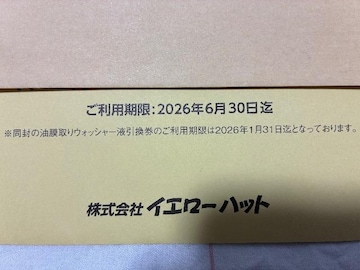 ご利用期限:2026年6月30日迄
※同封の油膜取りウォッシャー液引換券のご利用期限は2026年1月31日迄となっております。
株式会社 イエローハット